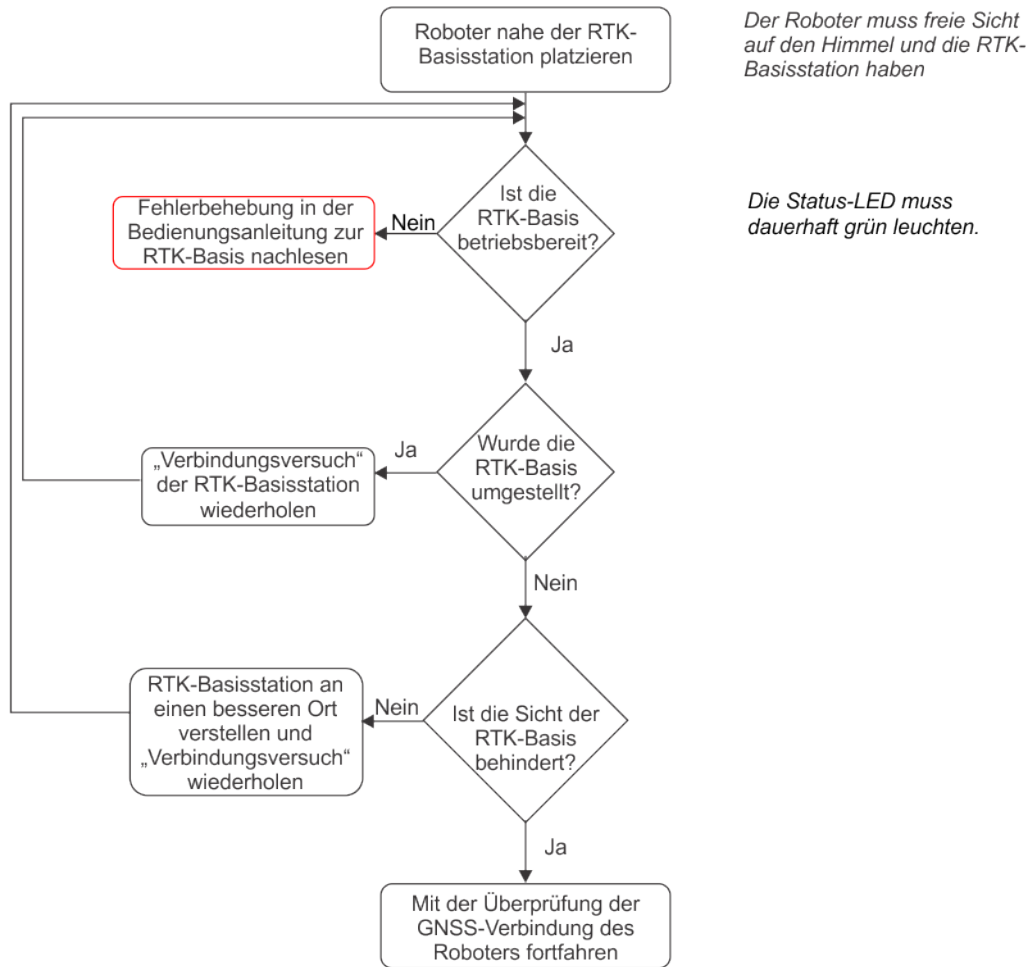 Roboter nahe der RTK-
Basisstation platzieren
Der Roboter muss freie Sicht
auf den Himmel und die RTK-
Basisstation haben
Ist die
RTK-Basis
betriebsbereit?
Nein
Fehlerbehebung in der
Bedienungsanleitung zur
RTK-Basis nachlesen
Die Status-LED muss
dauerhaft grün leuchten.
Ja
Wurde die
RTK-Basis
umgestellt?
Ja
„Verbindungsversuch“
der RTK-Basisstation
wiederholen
Nein
Ist die Sicht der
RTK-Basis
behindert?
Nein
RTK-Basisstation an
einen besseren Ort
verstellen und
„Verbindungsversuch“
wiederholen
Ja
Mit der Überprüfung der
GNSS-Verbindung des
Roboters fortfahren